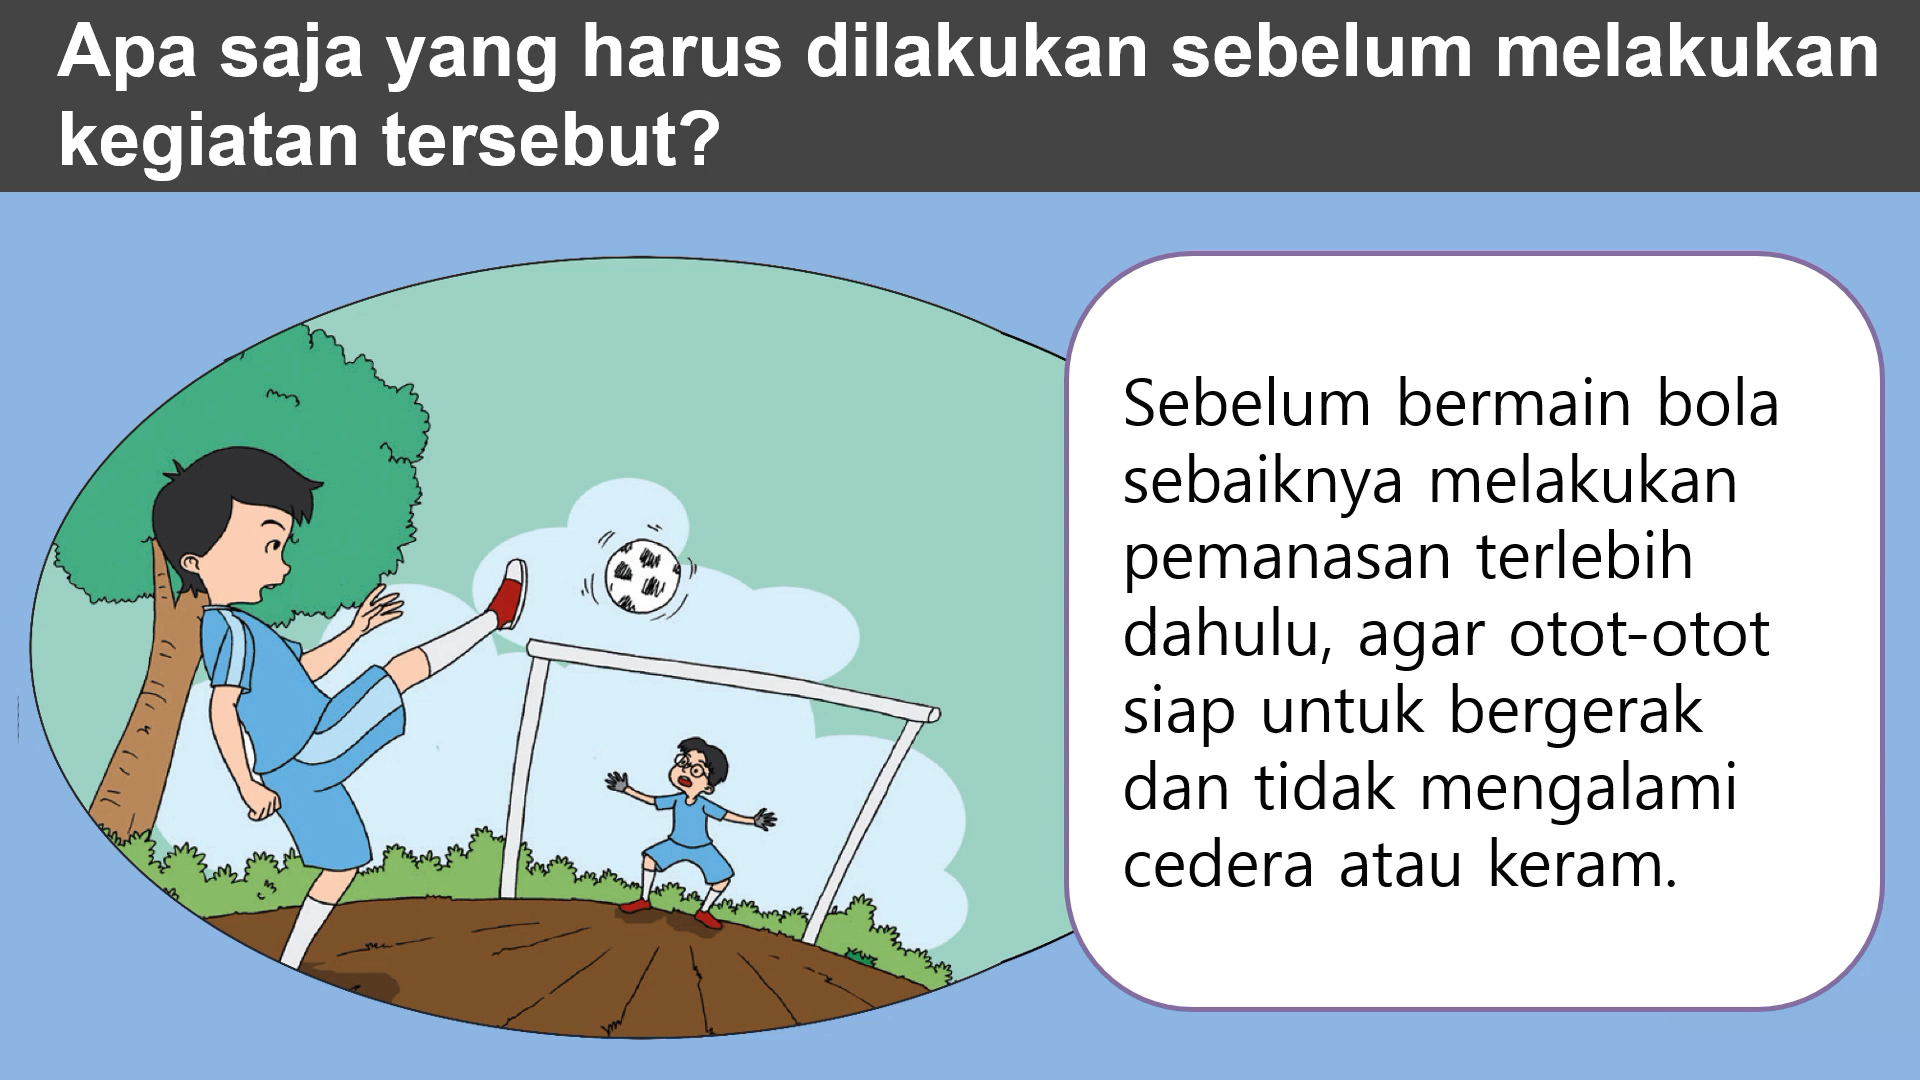 Apa saja yang harus dilakukan sebelum melakukan
kegiatan tersebut?
Sebelum bermain bola
sebaiknya melakukan
pemanasan terlebih
dahulu, agar otot-otot
siap untuk bergerak
dan tidak mengalami
cedera atau keram.